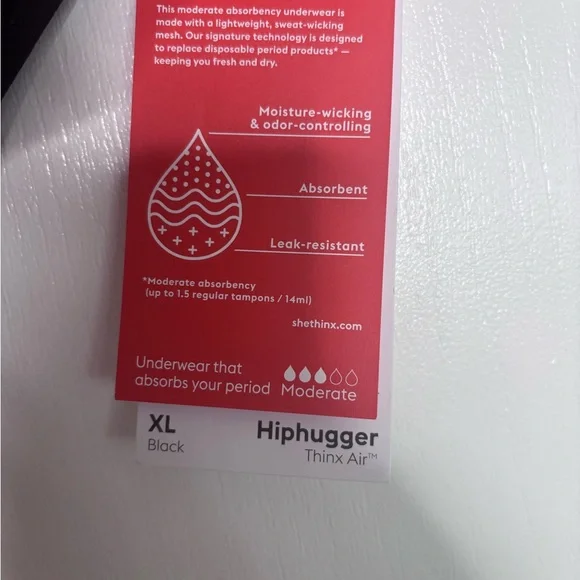 This moderate absorbency underwear is
made with a lightweight, sweat-wicking
mesh. Our signature technology is designed
to replace disposable period products* —
keeping you fresh and dry.
Moisture-wicking
& odor-controlling
Absorbent
Leak-resistant
*Moderate absorbency
(up to 1.5 regular tampons / 14ml)
shethinx.com
Underwear that
absorbs your period
Moderate
XL
Black
Hiphugger
Thinx Air™